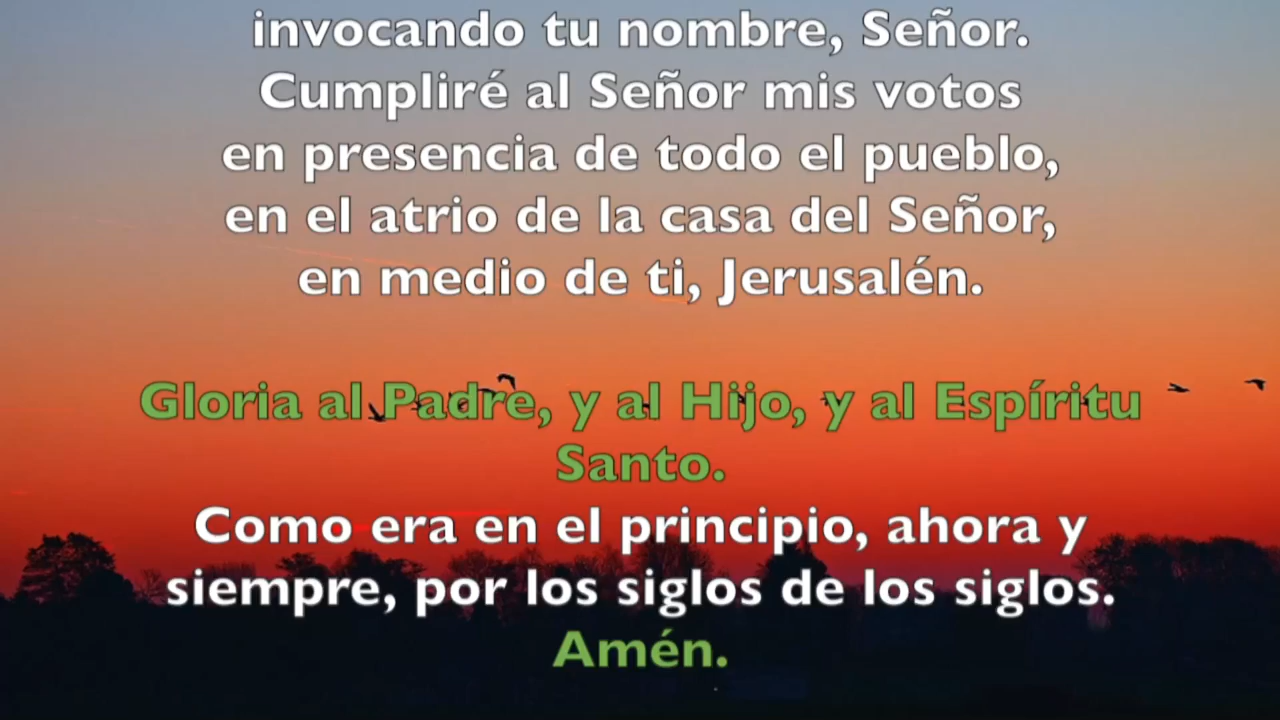 invocando tu nombre, Señor.
Cumpliré al Señor mis votos
en presencia de todo el pueblo,
en el atrio de la casa del Señor,
en medio de ti, Jerusalén.
Gloria al Padre, y al Hijo, y al Espíritu
Santo.
Como era en el principio, ahora y
siempre, por los siglos de los siglos.
Amén.